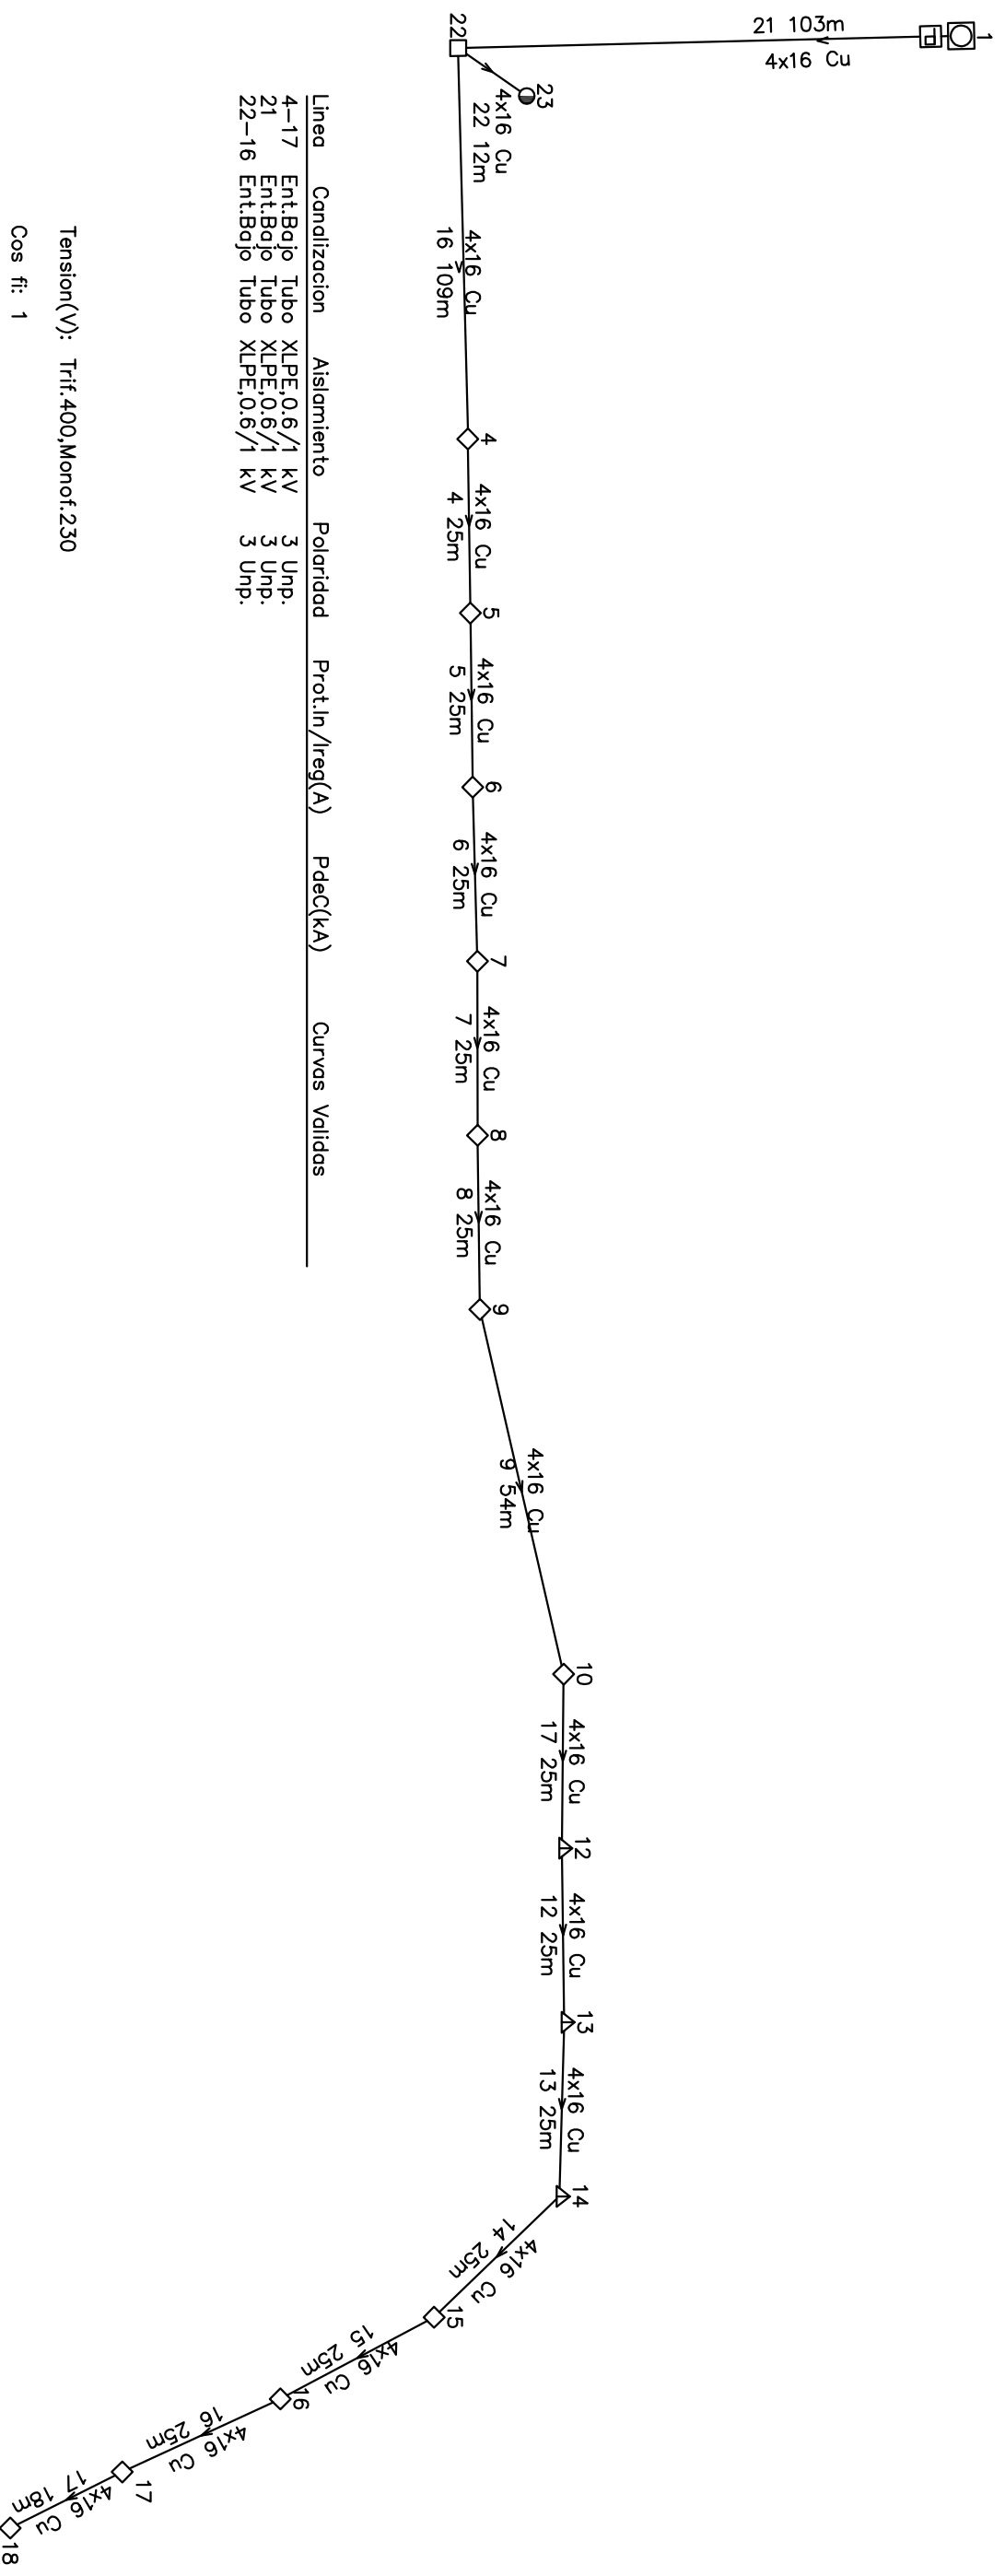 1
21 103m
4x16 Cu
22
23
4x16 Cu
22 12m
4x16 Cu
16 109m
4
4x16 Cu
4 25m
5
4x16 Cu
5 25m
6
4x16 Cu
6 25m
7
4x16 Cu
7 25m
8
4x16 Cu
8 25m
9
4x16 Cu
9 54m
10
4x16 Cu
17 25m
12
4x16 Cu
12 25m
13
4x16 Cu
13 25m
14
4x16 Cu
14 25m
15
4x16 Cu
15 25m
16
4x16 Cu
16 25m
17
4x16 Cu
17 18m
18
Linea Canalizacion Aislamiento Polaridad Prot.In/Ireg(A) PdeC(kA) Curvas Validas
4-17 Ent.Bajo Tubo XLPE,0.6/1 kV 3 Unp.
21 Ent.Bajo Tubo XLPE,0.6/1 kV 3 Unp.
22-16 Ent.Bajo Tubo XLPE,0.6/1 kV 3 Unp.
Tension(V): Trif.400,Monof.230
Cos fi: 1